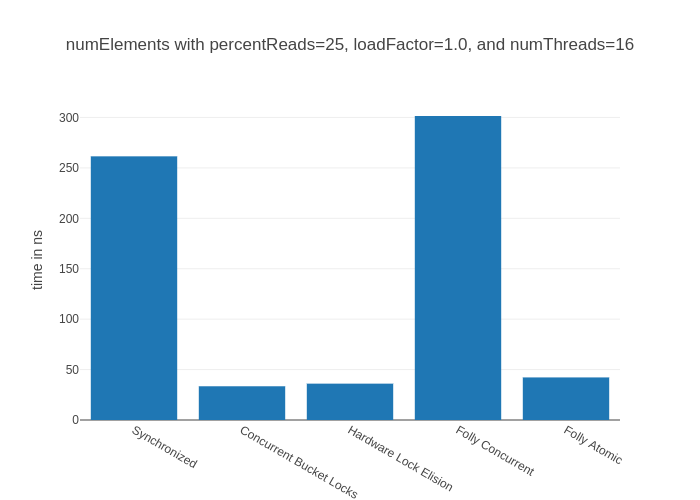 numElements with percentReads=25, loadFactor=1.0, and numThreads=16
300
250
200
150
100
50
0
time in ns
Synchronized
Concurrent Bucket Locks
Hardware Lock Elision
Folly Concurrent
Folly Atomic